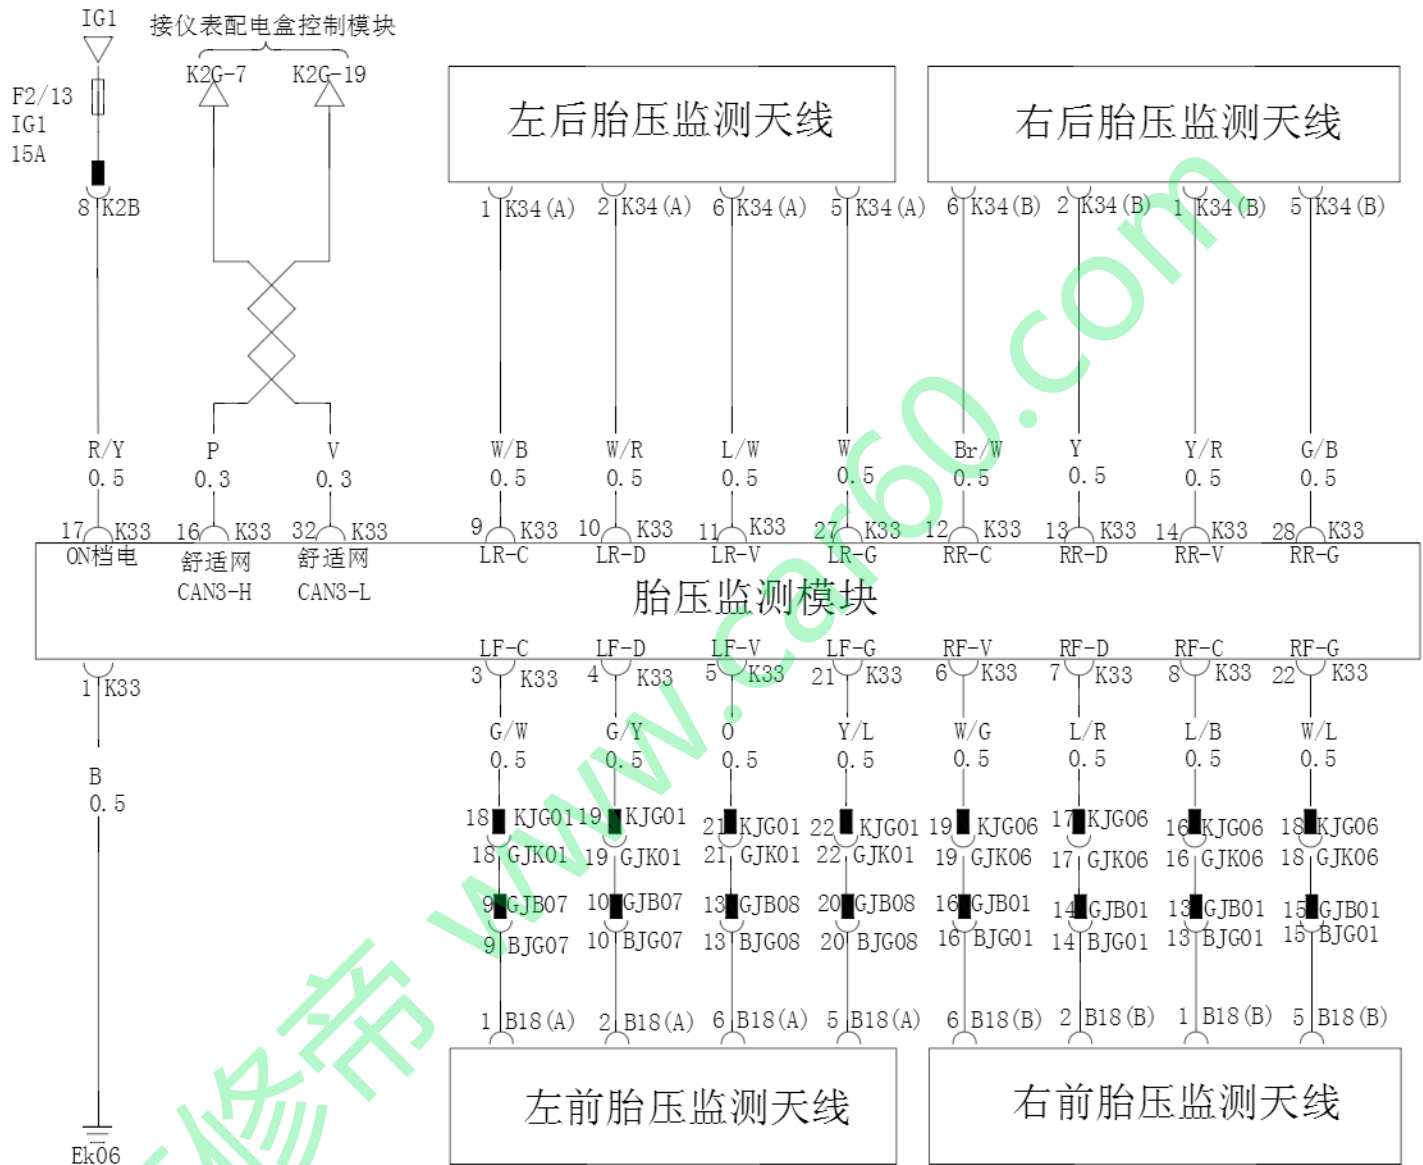 IG1
接仪表配电盒控制模块
K2G-7 K2G-19
F2/13
IG1
15A
左后胎压监测天线 右后胎压监测天线
8 K2B
1 K34(A) 2 K34(A) 6 K34(A) 5 K34(A) 6 K34(B) 2 K34(B) 1 K34(B) 5 K34(B)
R/Y P V W/B W/R L/W W Br/W Y Y/R G/B
0.5 0.3 0.3 0.5 0.5 0.5 0.5 0.5 0.5 0.5 0.5
17 K33 16 K33 32 K33 9 K33 10 K33 11 K33 27 K33 12 K33 13 K33 14 K33 28 K33
ON档电 舒适网 舒适网 LR-C LR-D LR-V LR-G RR-C RR-D RR-V RR-G
CAN3-H CAN3-L
胎压监测模块
LF-C LF-D LF-V LF-G RF-V RF-D RF-C RF-G
1 K33 3 K33 4 K33 5 K33 21 K33 6 K33 7 K33 8 K33 22 K33
G/W G/Y O Y/L W/G L/R L/B W/L
0.5 0.5 0.5 0.5 0.5 0.5 0.5 0.5
B
0.5
18 KJG01 19 KJG01 21 KJG01 22 KJG01 19 KJG06 17 KJG06 16 KJG06 18 KJG06
18 GJK01 19 GJK01 21 GJK01 22 GJK01 19 GJK06 17 GJK06 16 GJK06 18 GJK06
9 GJB07 10 GJB07 13 GJB08 20 GJB08 16 GJB01 14 GJB01 13 GJB01 15 GJB01
9 BJG07 10 BJG07 13 BJG08 20 BJG08 16 BJG01 14 BJG01 13 BJG01 15 BJG01
1 B18(A) 2 B18(A) 6 B18(A) 5 B18(A) 6 B18(B) 2 B18(B) 1 B18(B) 5 B18(B)
左前胎压监测天线 右前胎压监测天线
Ek06
修帝 www.car60.com